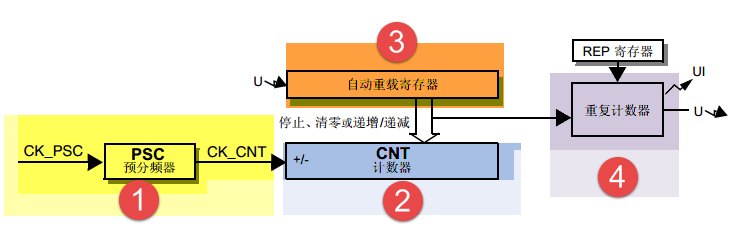 3
REP 寄存器
U
自动重载寄存器
UI
停止、清零或递增/递减
重复计数器
U
CK_PSC
PSC
预分频器
CK_CNT
+/-
CNT
计数器
1
2
4